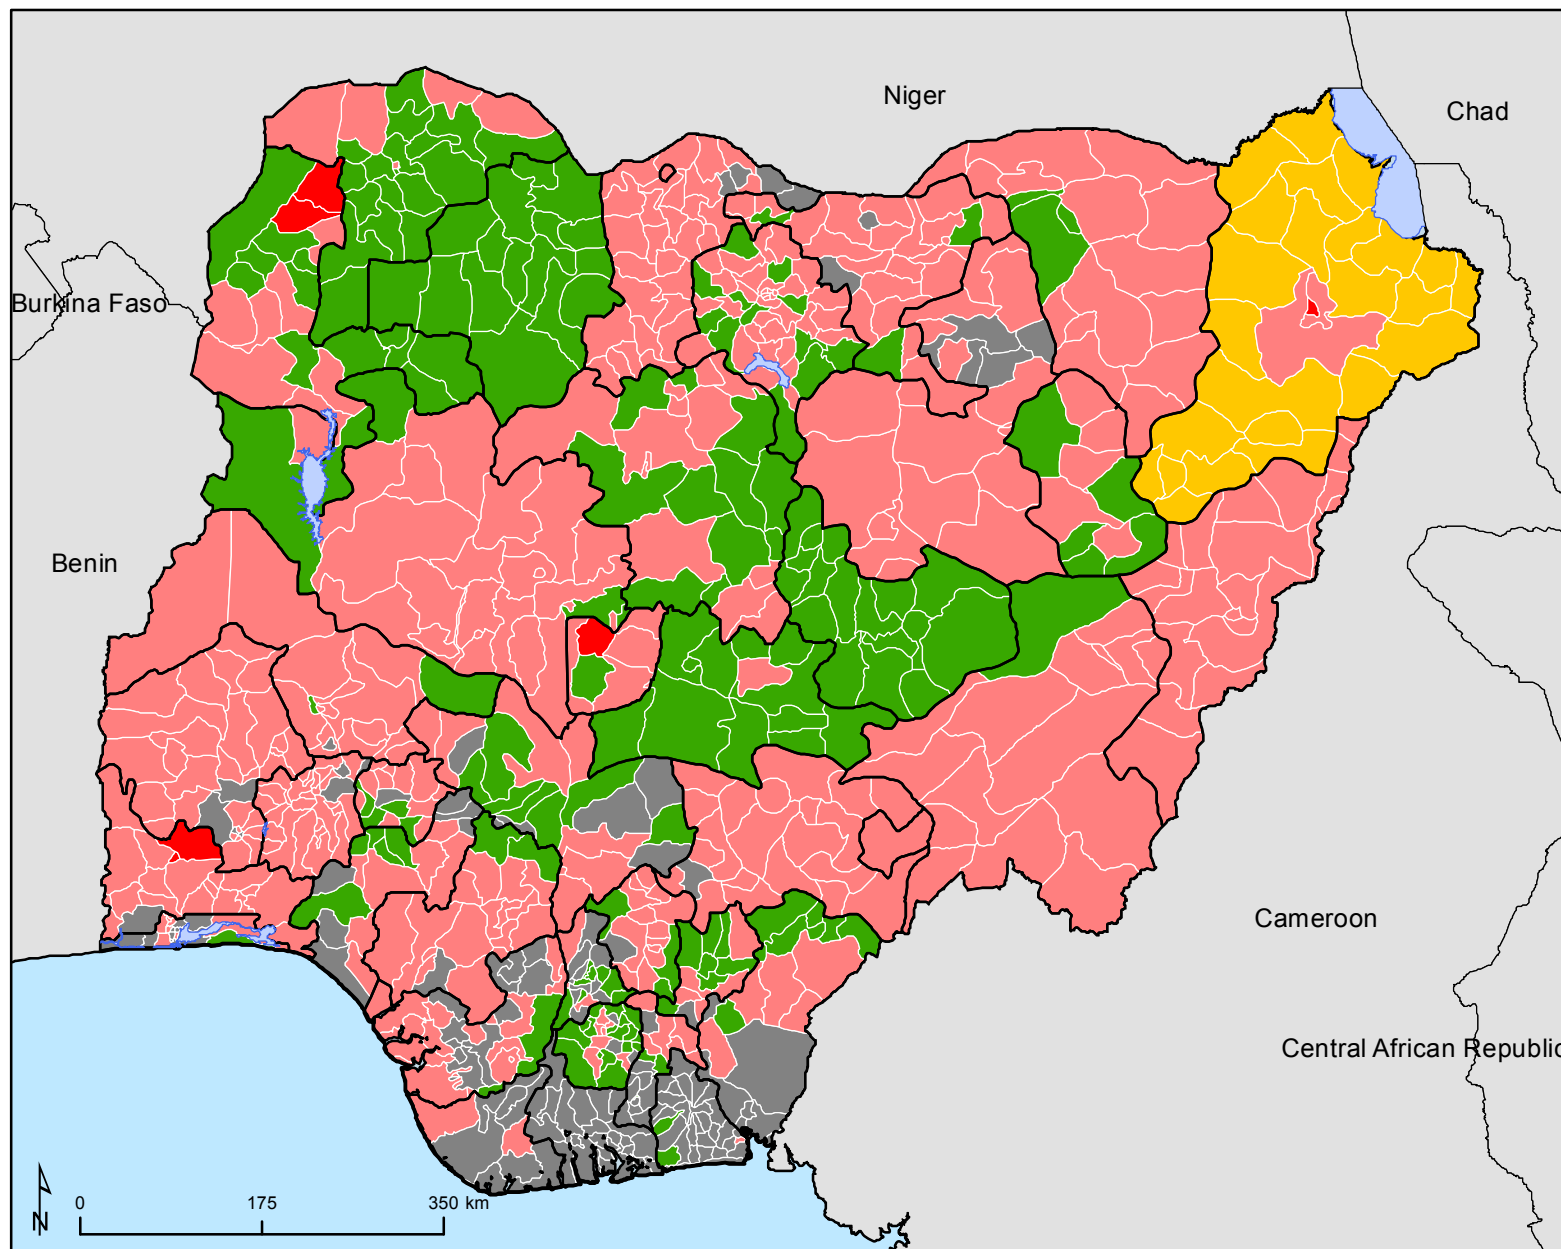 Niger
Chad
Burkina Faso
Benin
Cameroon
Central African Republic
N
0 175 350 km